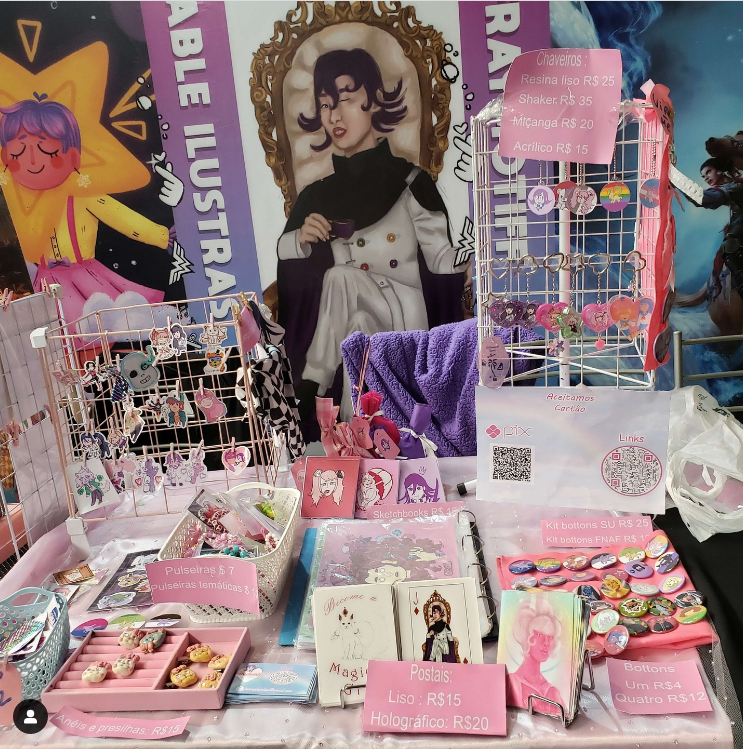 ABLE ILUSTRAS
Chaveiros :
Resina liso R$ 25
Shaker R$ 35
Miçanga R$ 20
Acrílico R$ 15
Aceitamos
Cartão
pix
Links
Sketchbooks R$
Kit bottons SU R$ 25
Kit bottons FNAF R$
Pulseiras $ 7
Pulseiras temáticas $
Become a
Magic
Postais:
Liso : R$15
Holográfico: R$20
Bottons
Um R$4
Quatro R$12
Anéis e presilhas R$15